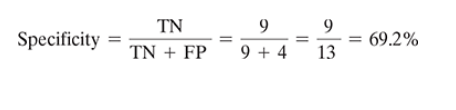 Specificity = TN / TN + FP = 9 / 9 + 4 = 9 / 13 = 69.2%